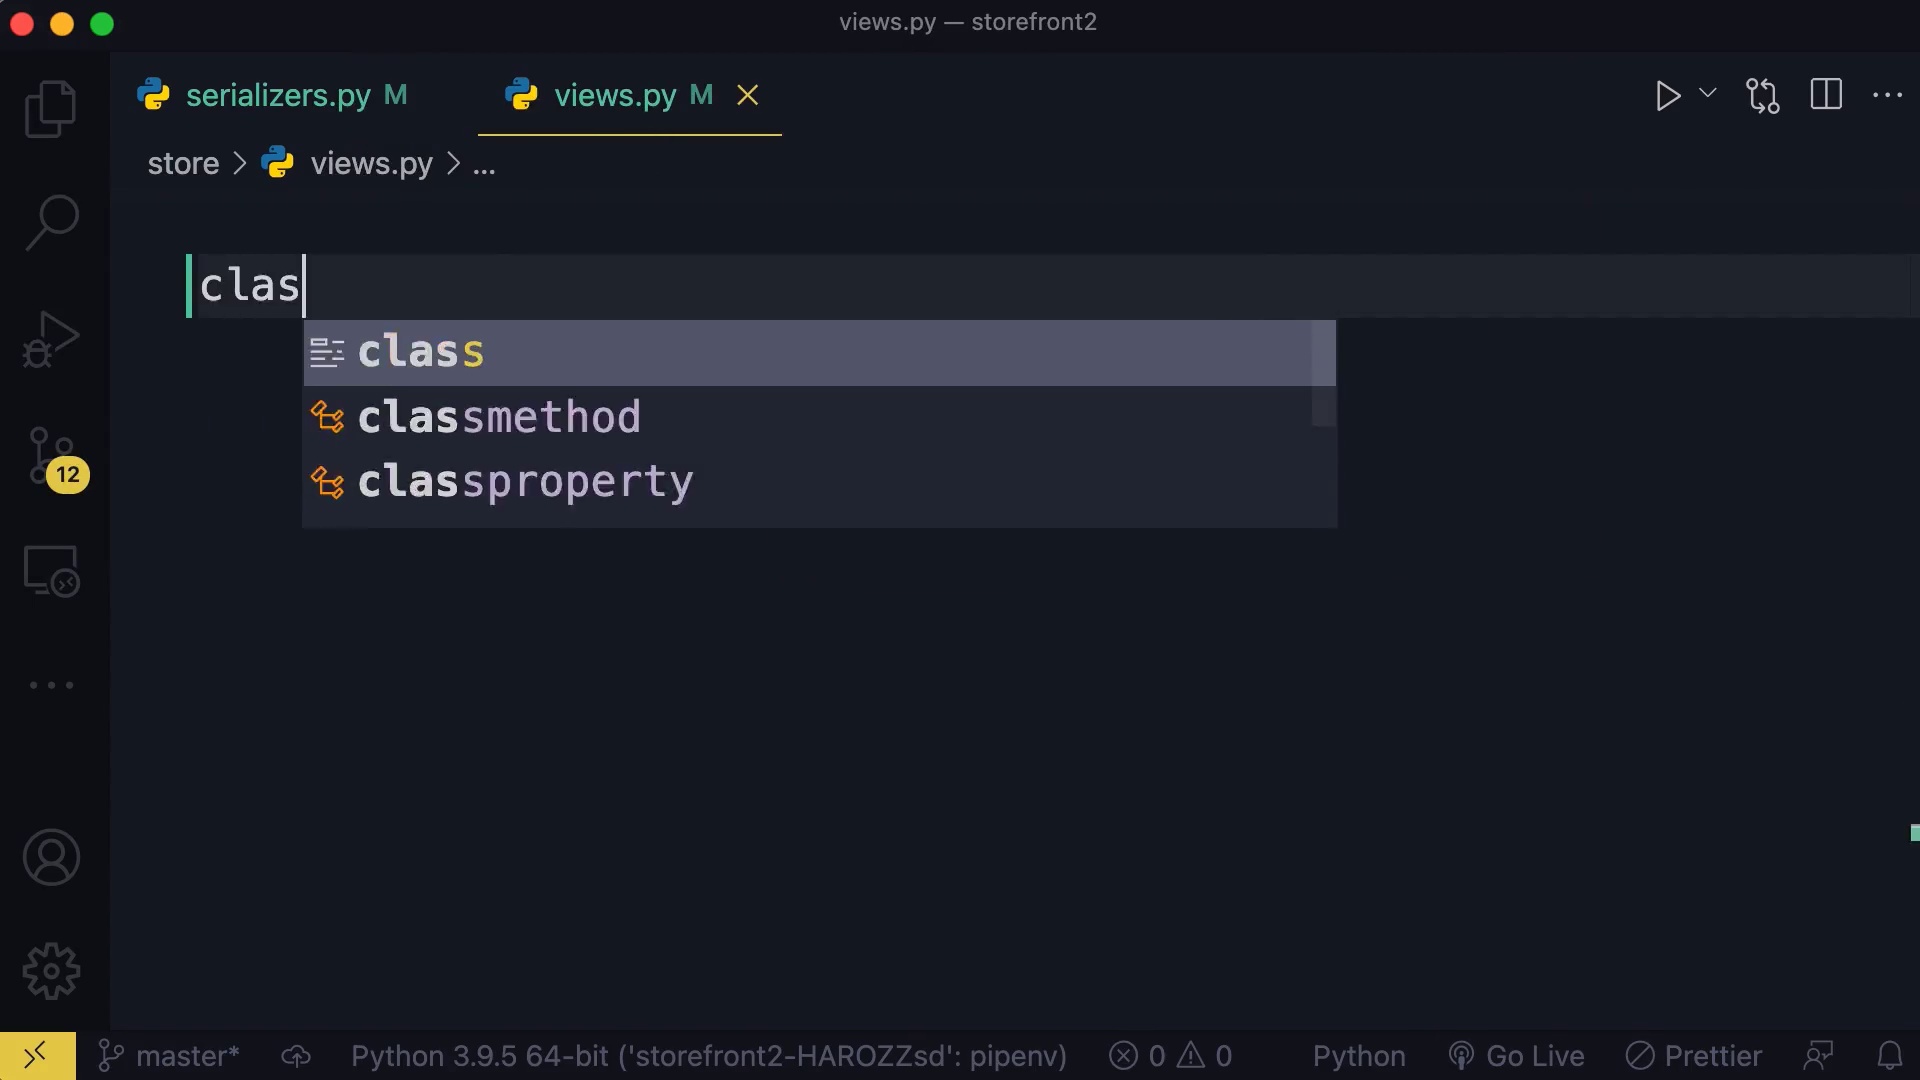 views.py — storefront2
serializers.py M
views.py M
store > views.py > ...
clas
class
classmethod
classproperty
12
master*
Python 3.9.5 64-bit ('storefront2-HAROZZsd': pipenv)
0
0
Python
Go Live
Prettier